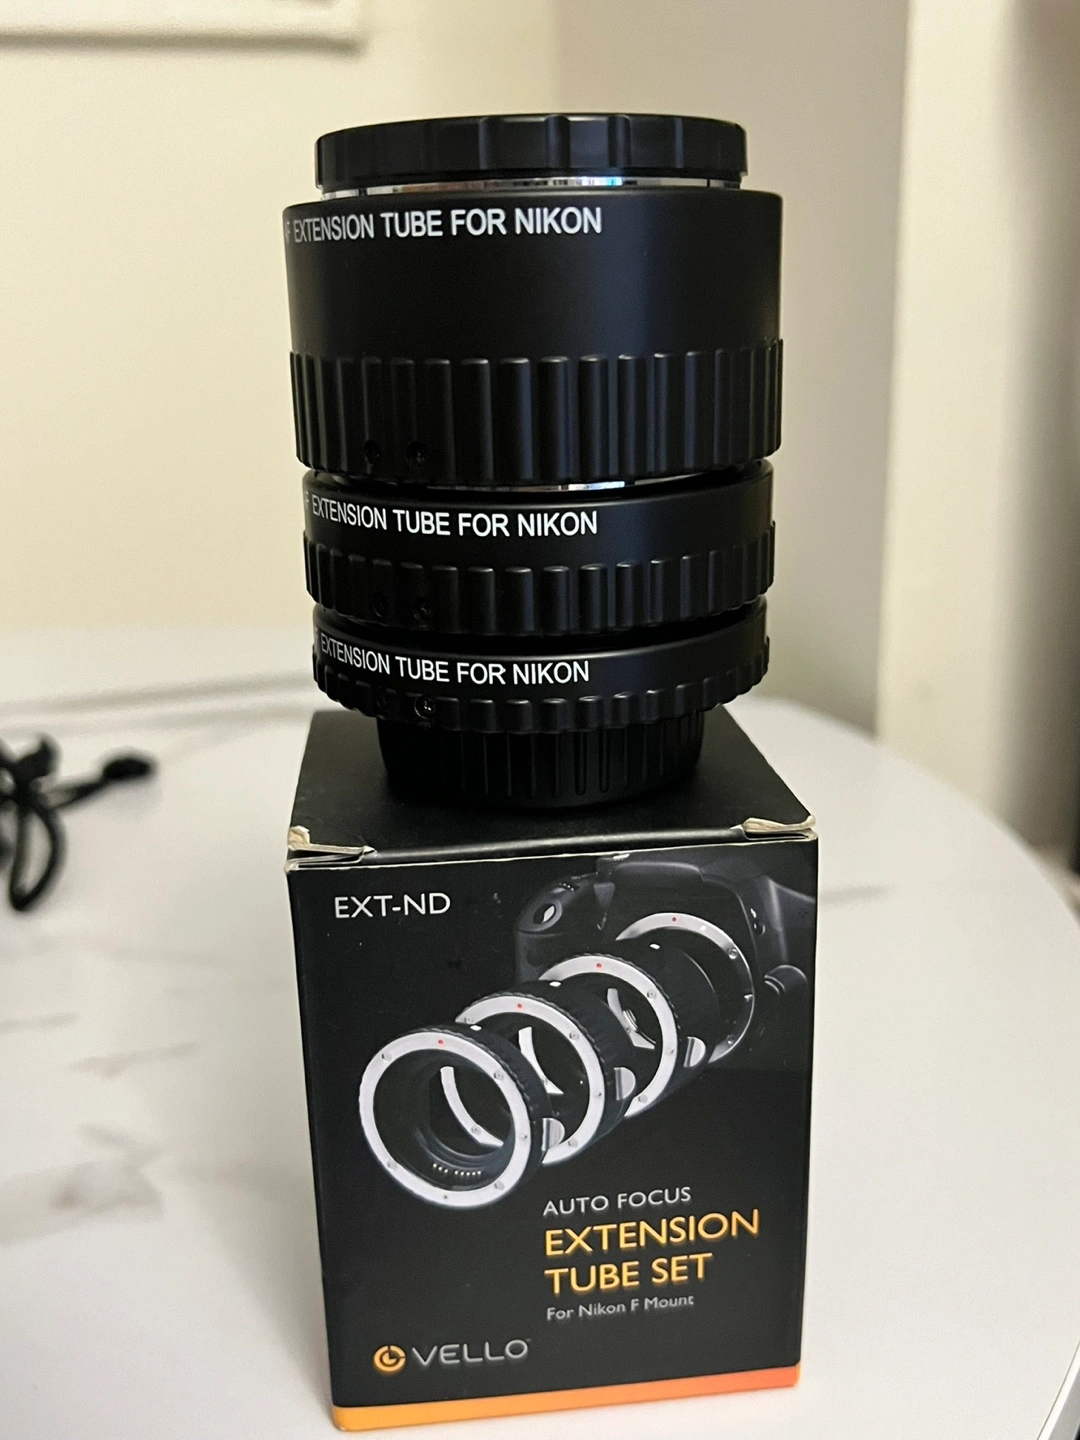 EXTENSION TUBE FOR NIKON
EXTENSION TUBE FOR NIKON
EXTENSION TUBE FOR NIKON
EXT-ND
AUTO FOCUS
EXTENSION
TUBE SET
For Nikon F Mount
VELLO